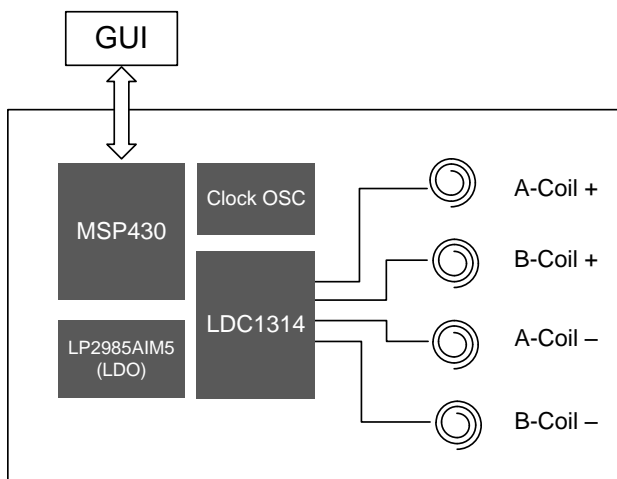 GUI
MSP430
Clock OSC
LDC1314
LP2985AIM5
(LDO)
A-Coil +
B-Coil +
A-Coil –
B-Coil –